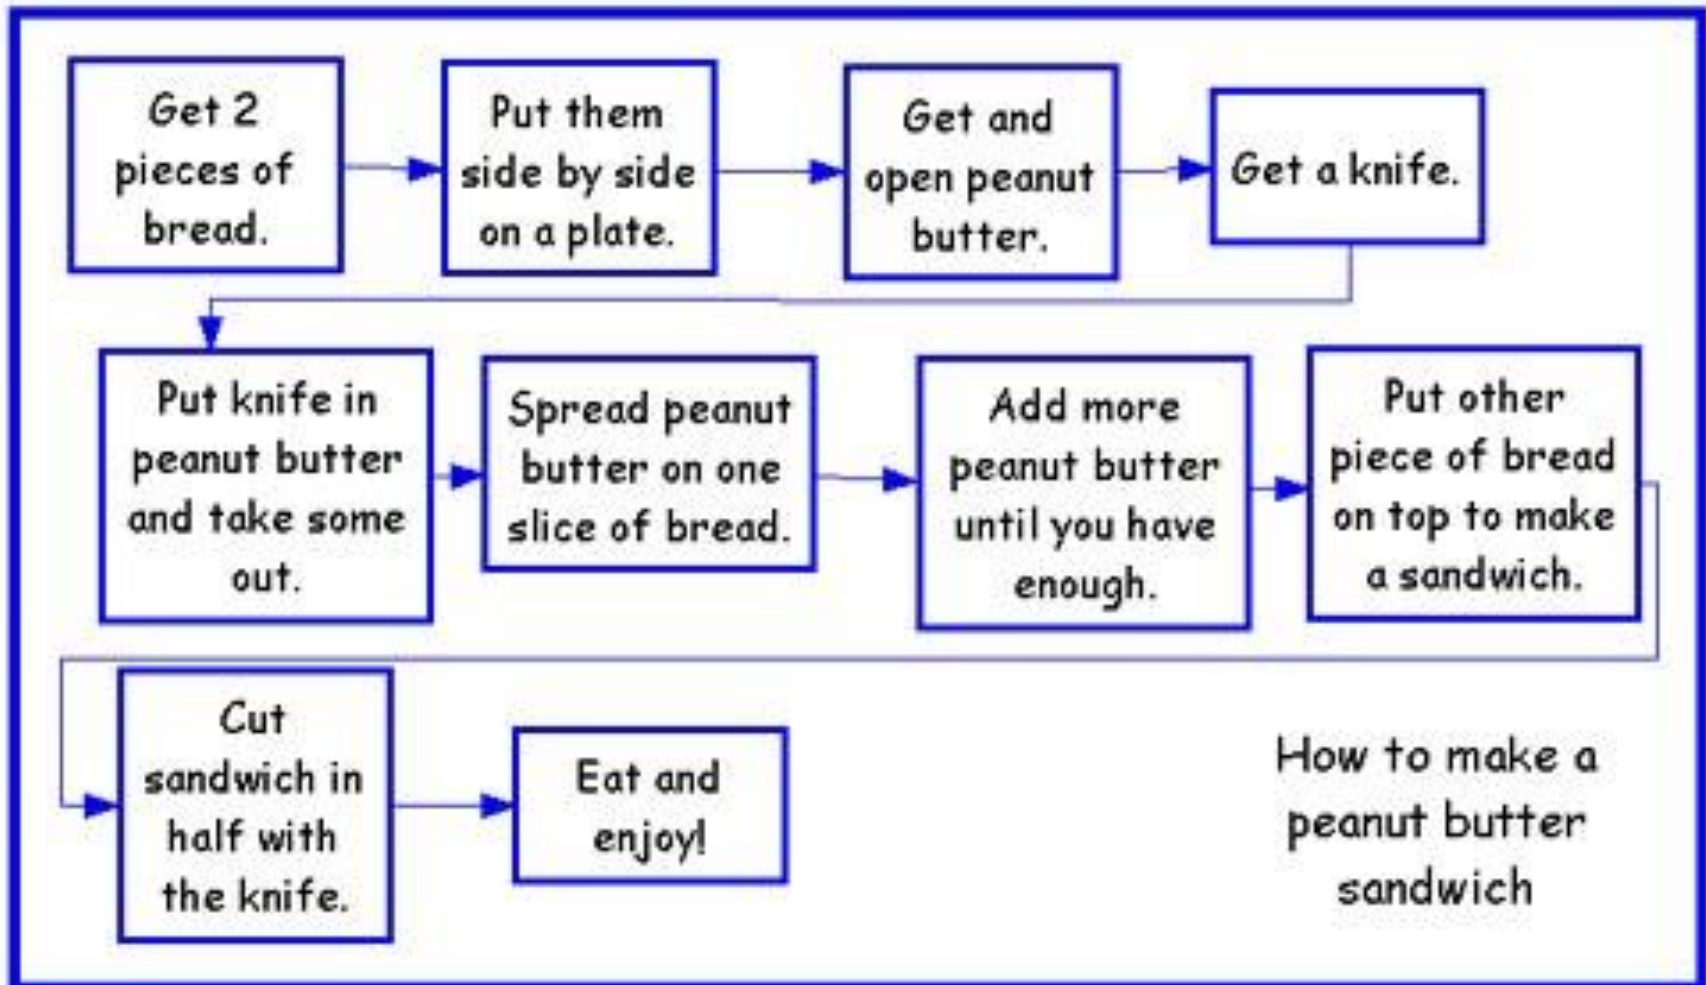 Get 2
pieces of
bread.
Put them
side by side
on a plate.
Get and
open peanut
butter.
Get a knife.
Put knife in
peanut butter
and take some
out.
Spread peanut
butter on one
slice of bread.
Add more
peanut butter
until you have
enough.
Put other
piece of bread
on top to make
a sandwich.
Cut
sandwich in
half with
the knife.
Eat and
enjoy!
How to make a
peanut butter
sandwich